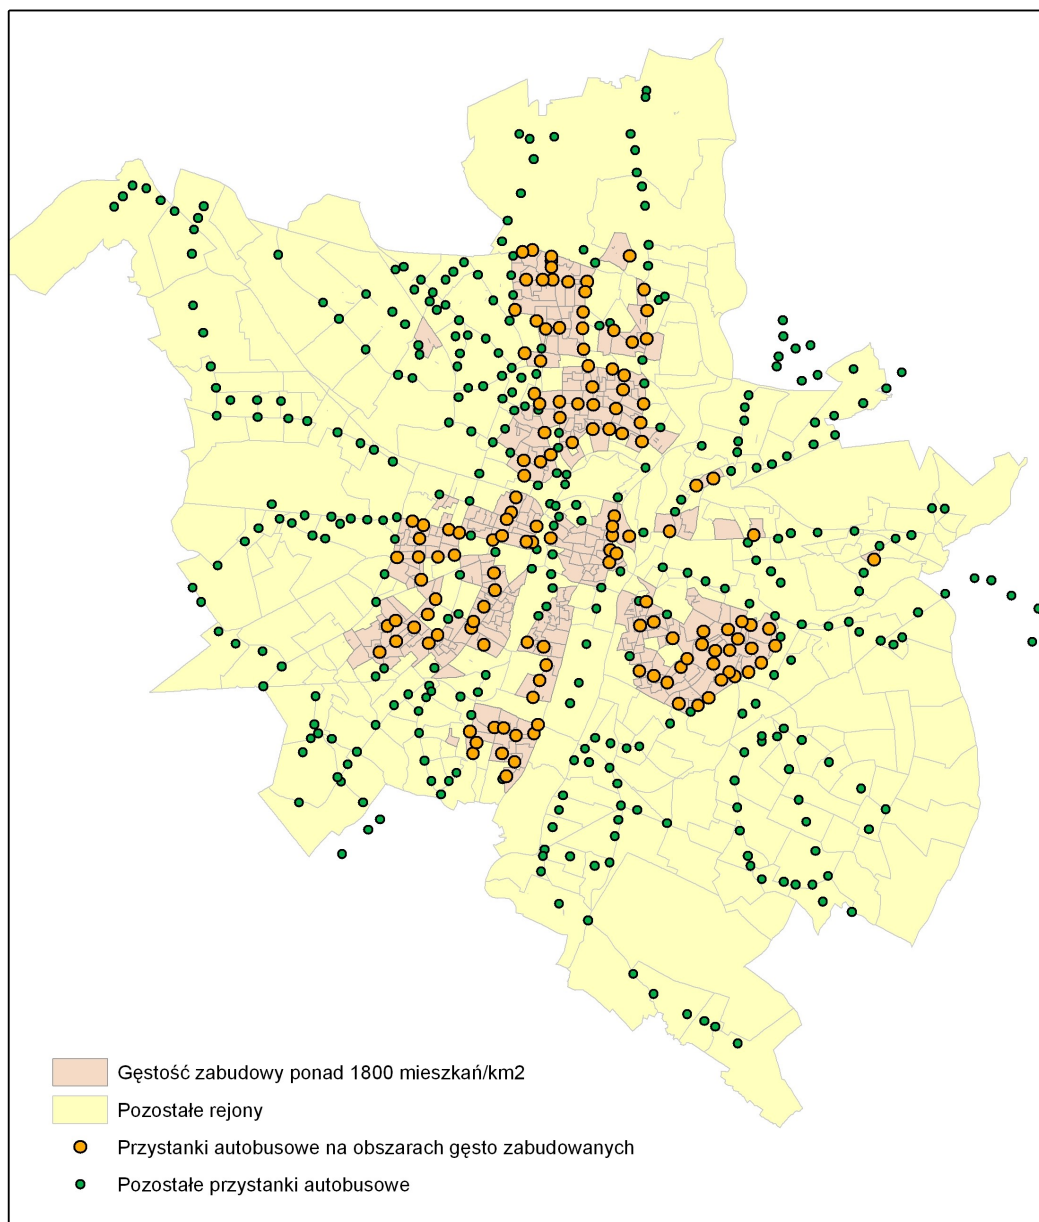 Gęstość zabudowy ponad 1800 mieszkań/km2
Pozostałe rejony
Przystanki autobusowe na obszarach gęsto zabudowanych
Pozostałe przystanki autobusowe